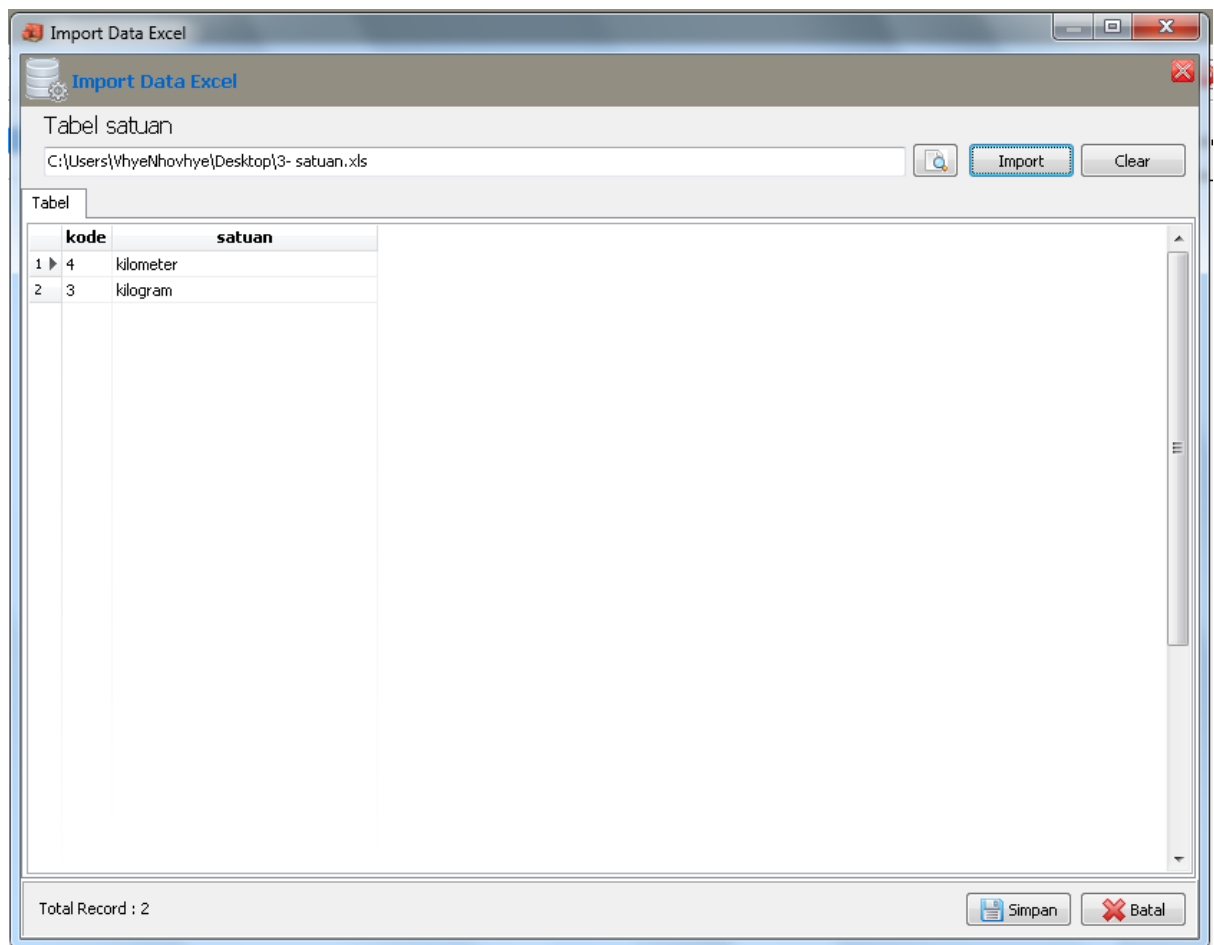 Import Data Excel
Import Data Excel
Tabel satuan
C:\Users\VhyeNhovhye\Desktop\3- satuan.xls Import Clear
Tabel
kode satuan
1 4 kilometer
2 3 kilogram
Total Record : 2 Simpan Batal